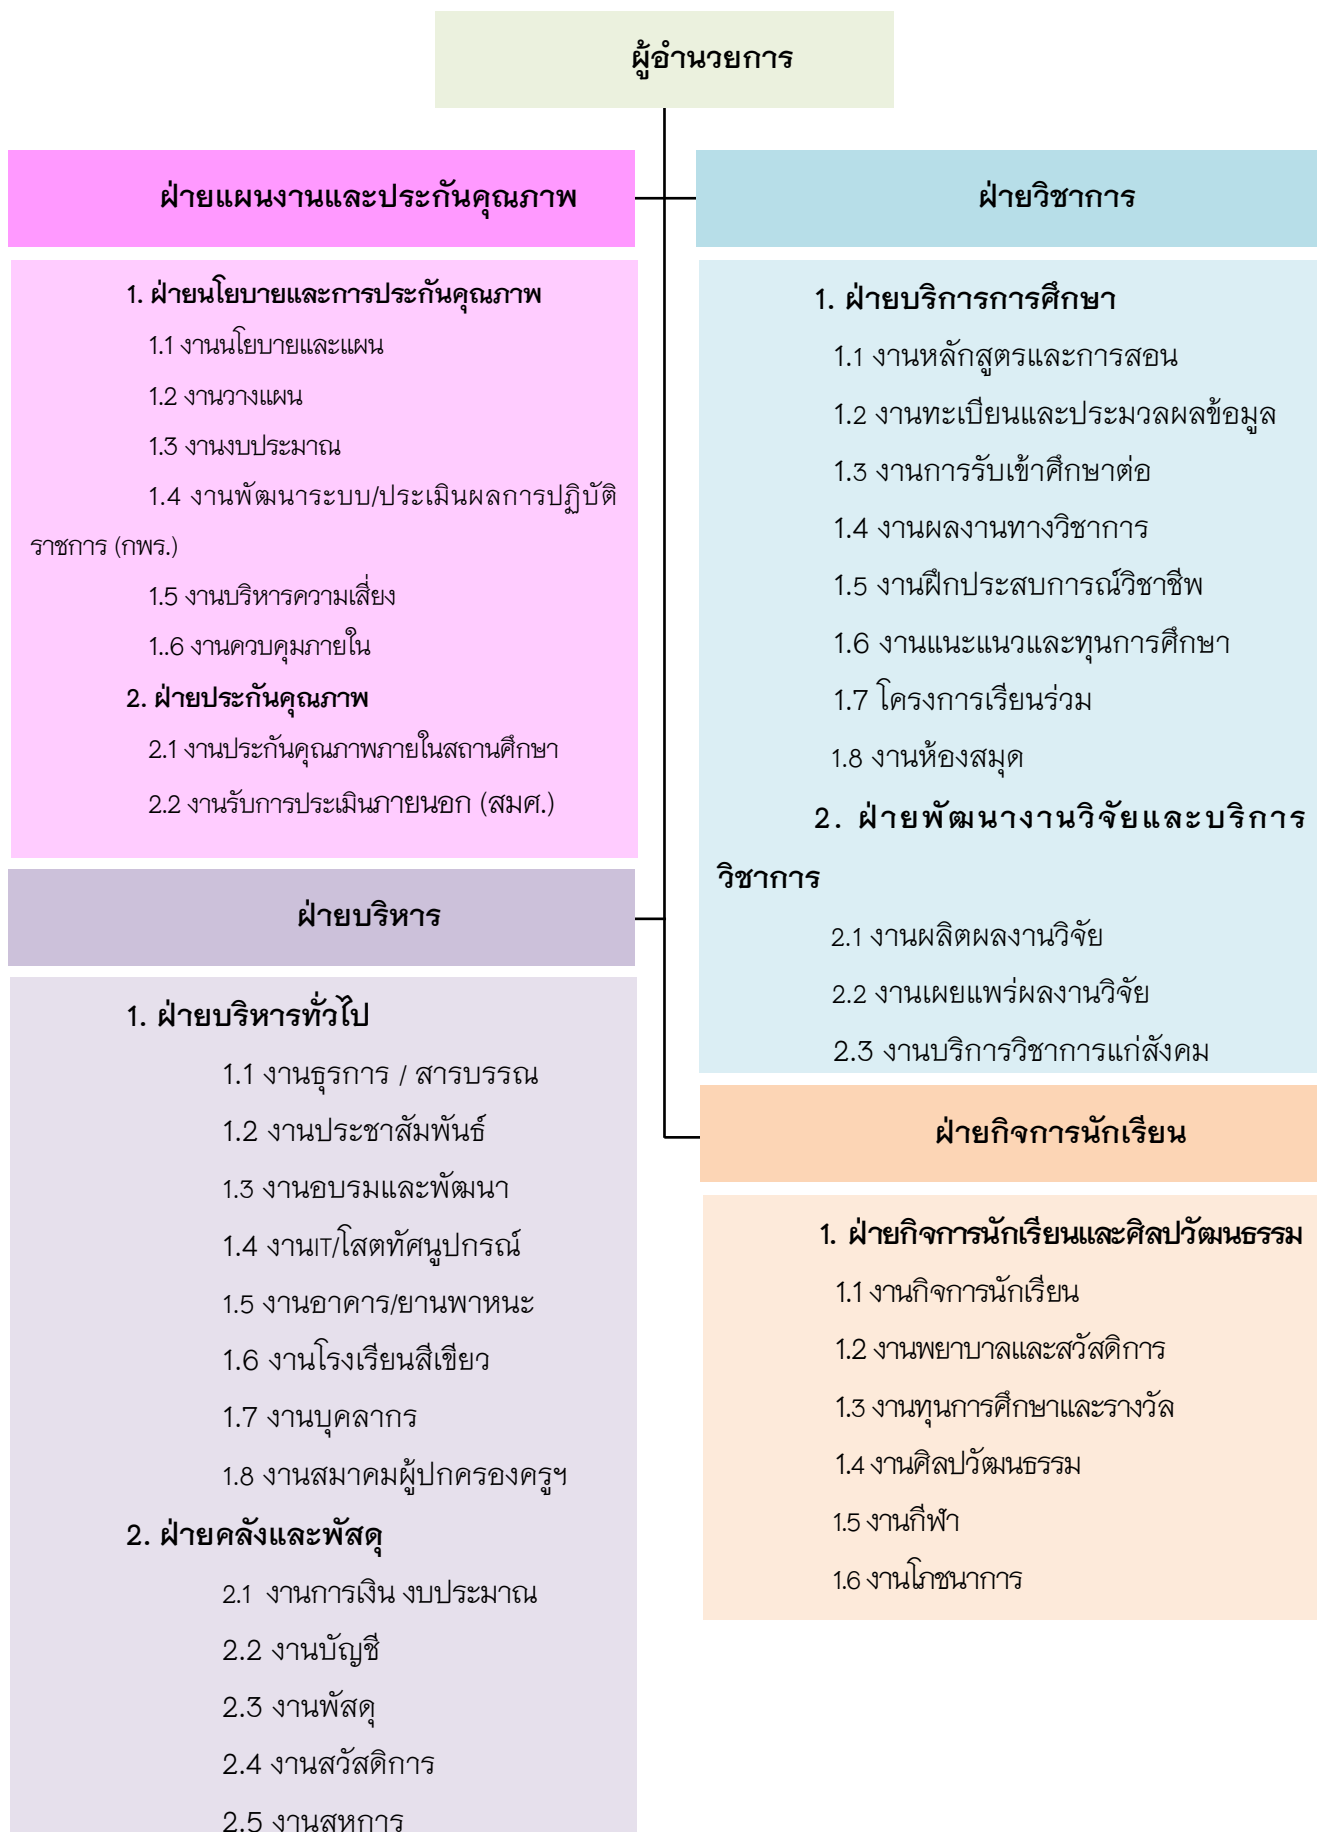 ผู้อำนวยการ
ฝ่ายแผนงานและประกันคุณภาพ
1. ฝ่ายนโยบายและการประกันคุณภาพ
1.1 งานนโยบายและแผน
1.2 งานวางแผน
1.3 งานงบประมาณ
1.4 งานพัฒนาระบบ/ประเมินผลการปฏิบัติ
ราชการ (กพร.)
1.5 งานบริหารความเสี่ยง
1..6 งานควบคุมภายใน
2. ฝ่ายประกันคุณภาพ
2.1 งานประกันคุณภาพภายในสถานศึกษา
2.2 งานรับการประเมินภายนอก (สมศ.)
ฝ่ายวิชาการ
1. ฝ่ายบริการการศึกษา
1.1 งานหลักสูตรและการสอน
1.2 งานทะเบียนและประมวลผลข้อมูล
1.3 งานการรับเข้าศึกษาต่อ
1.4 งานผลงานทางวิชาการ
1.5 งานฝึกประสบการณ์วิชาชีพ
1.6 งานแนะแนวและทุนการศึกษา
1.7 โครงการเรียนร่วม
1.8 งานห้องสมุด
2. ฝ่ายพัฒนางานวิจัยและบริการ
วิชาการ
2.1 งานผลิตผลงานวิจัย
2.2 งานเผยแพร่ผลงานวิจัย
2.3 งานบริการวิชาการแก่สังคม
ฝ่ายบริหาร
1. ฝ่ายบริหารทั่วไป
1.1 งานธุรการ / สารบรรณ
1.2 งานประชาสัมพันธ์
1.3 งานอบรมและพัฒนา
1.4 งานIT/โสตทัศนูปกรณ์
1.5 งานอาคาร/ยานพาหนะ
1.6 งานโรงเรียนสีเขียว
1.7 งานบุคลากร
1.8 งานสมาคมผู้ปกครองครูฯ
2. ฝ่ายคลังและพัสดุ
2.1 งานการเงิน งบประมาณ
2.2 งานบัญชี
2.3 งานพัสดุ
2.4 งานสวัสดิการ
2.5 งานสหการ
ฝ่ายกิจการนักเรียน
1. ฝ่ายกิจการนักเรียนและศิลปวัฒนธรรม
1.1 งานกิจการนักเรียน
1.2 งานพยาบาลและสวัสดิการ
1.3 งานทุนการศึกษาและรางวัล
1.4 งานศิลปวัฒนธรรม
1.5 งานกีฬา
1.6 งานโภชนาการ